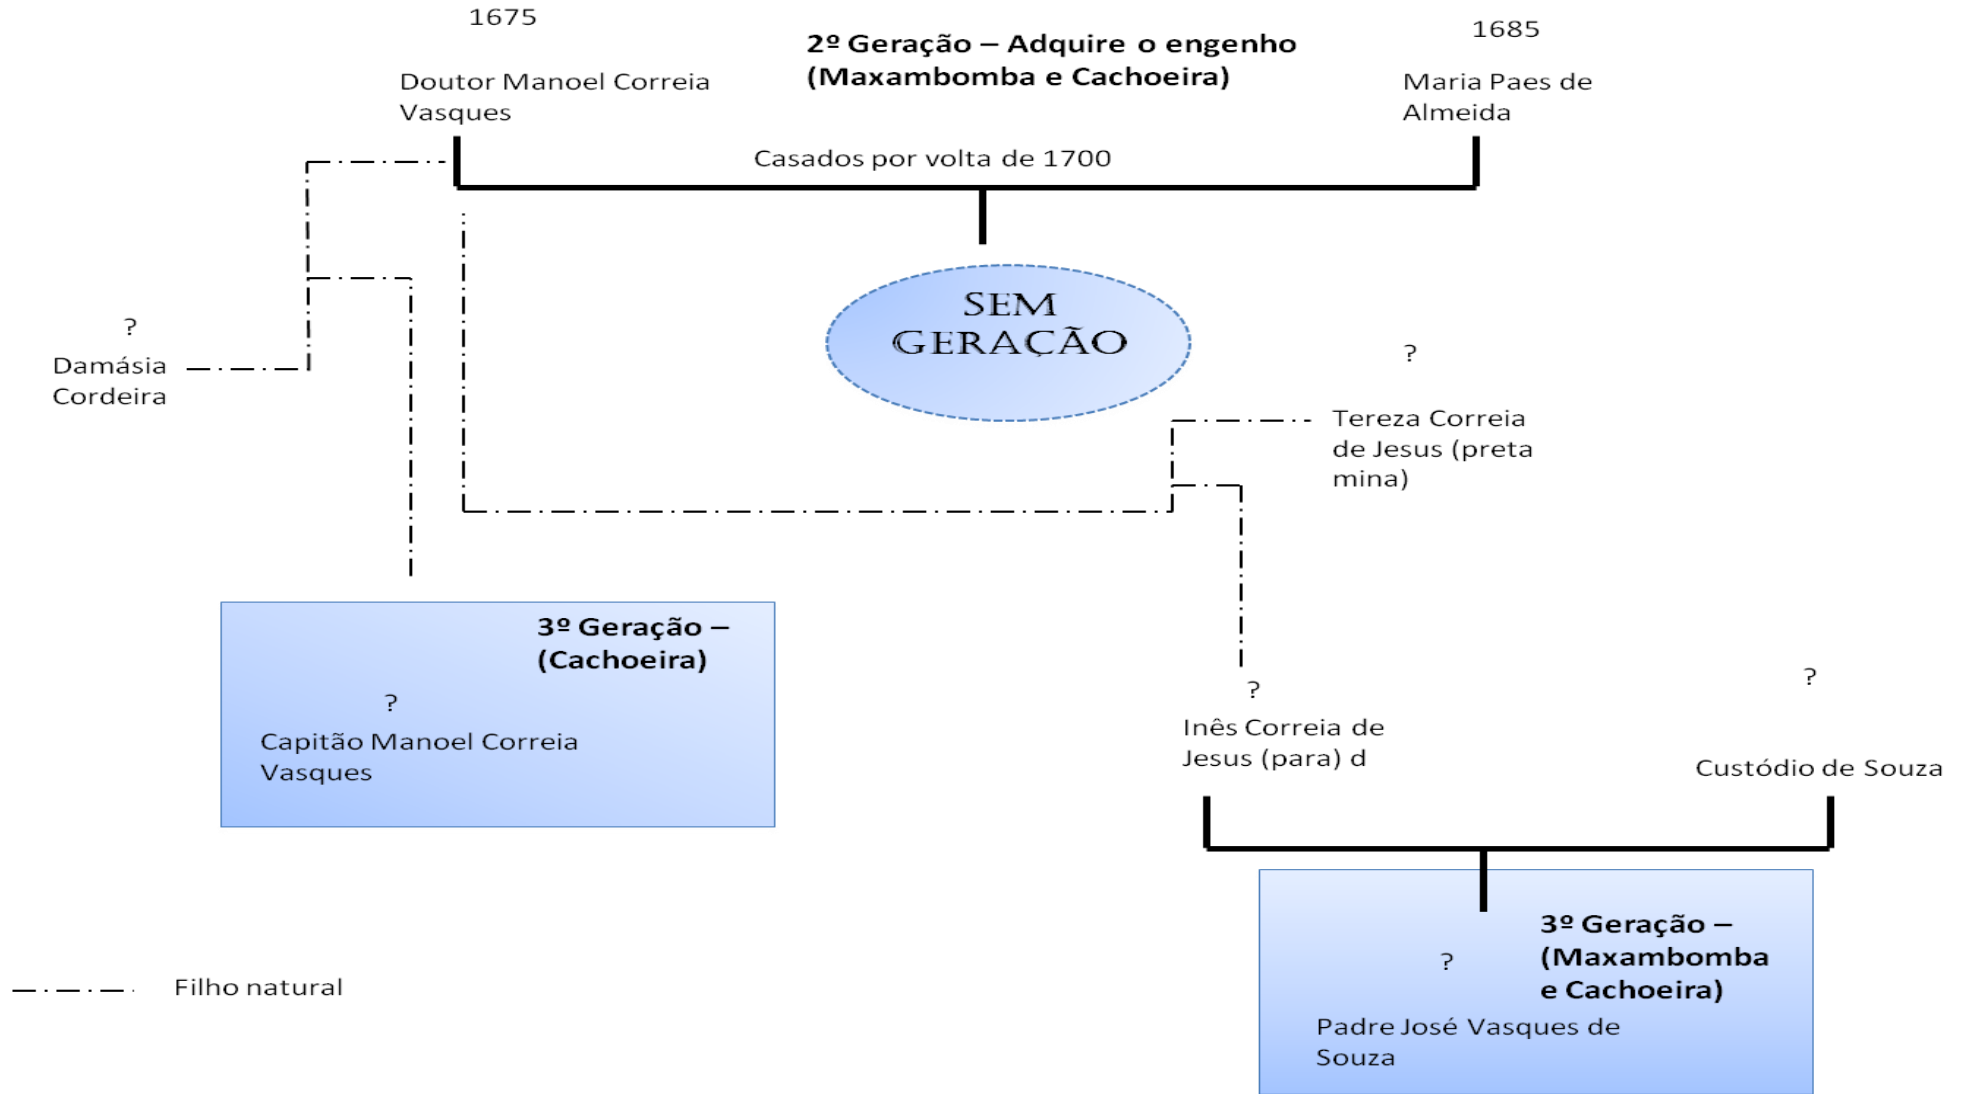 1675
Doutor Manoel Correia
Vasques
2º Geração – Adquire o engenho
(Maxambomba e Cachoeira)
1685
Maria Paes de
Almeida
Casados por volta de 1700
SEM
GERAÇÃO
?
Damásia
Cordeira
?
Tereza Correia
de Jesus (preta
mina)
3º Geração –
(Cachoeira)
?
Capitão Manoel Correia
Vasques
?
Inês Correia de
Jesus (para) d
?
Custódio de Souza
3º Geração –
(Maxambomba
e Cachoeira)
?
Padre José Vasques de
Souza
Filho natural